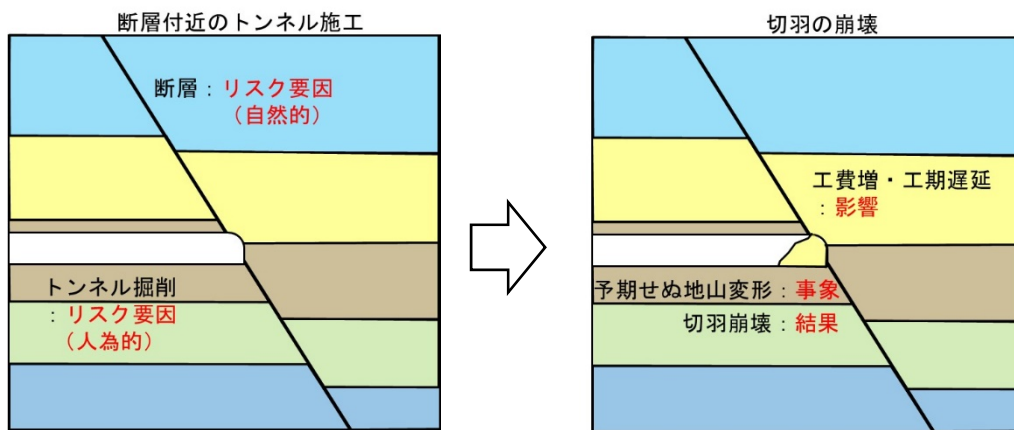 断層付近のトンネル施工
断層：リスク要因
（自然的）
トンネル掘削
：リスク要因
（人為的）
切羽の崩壊
工費増・工期遅延
：影響
予期せぬ地山変形：事象
切羽崩壊：結果